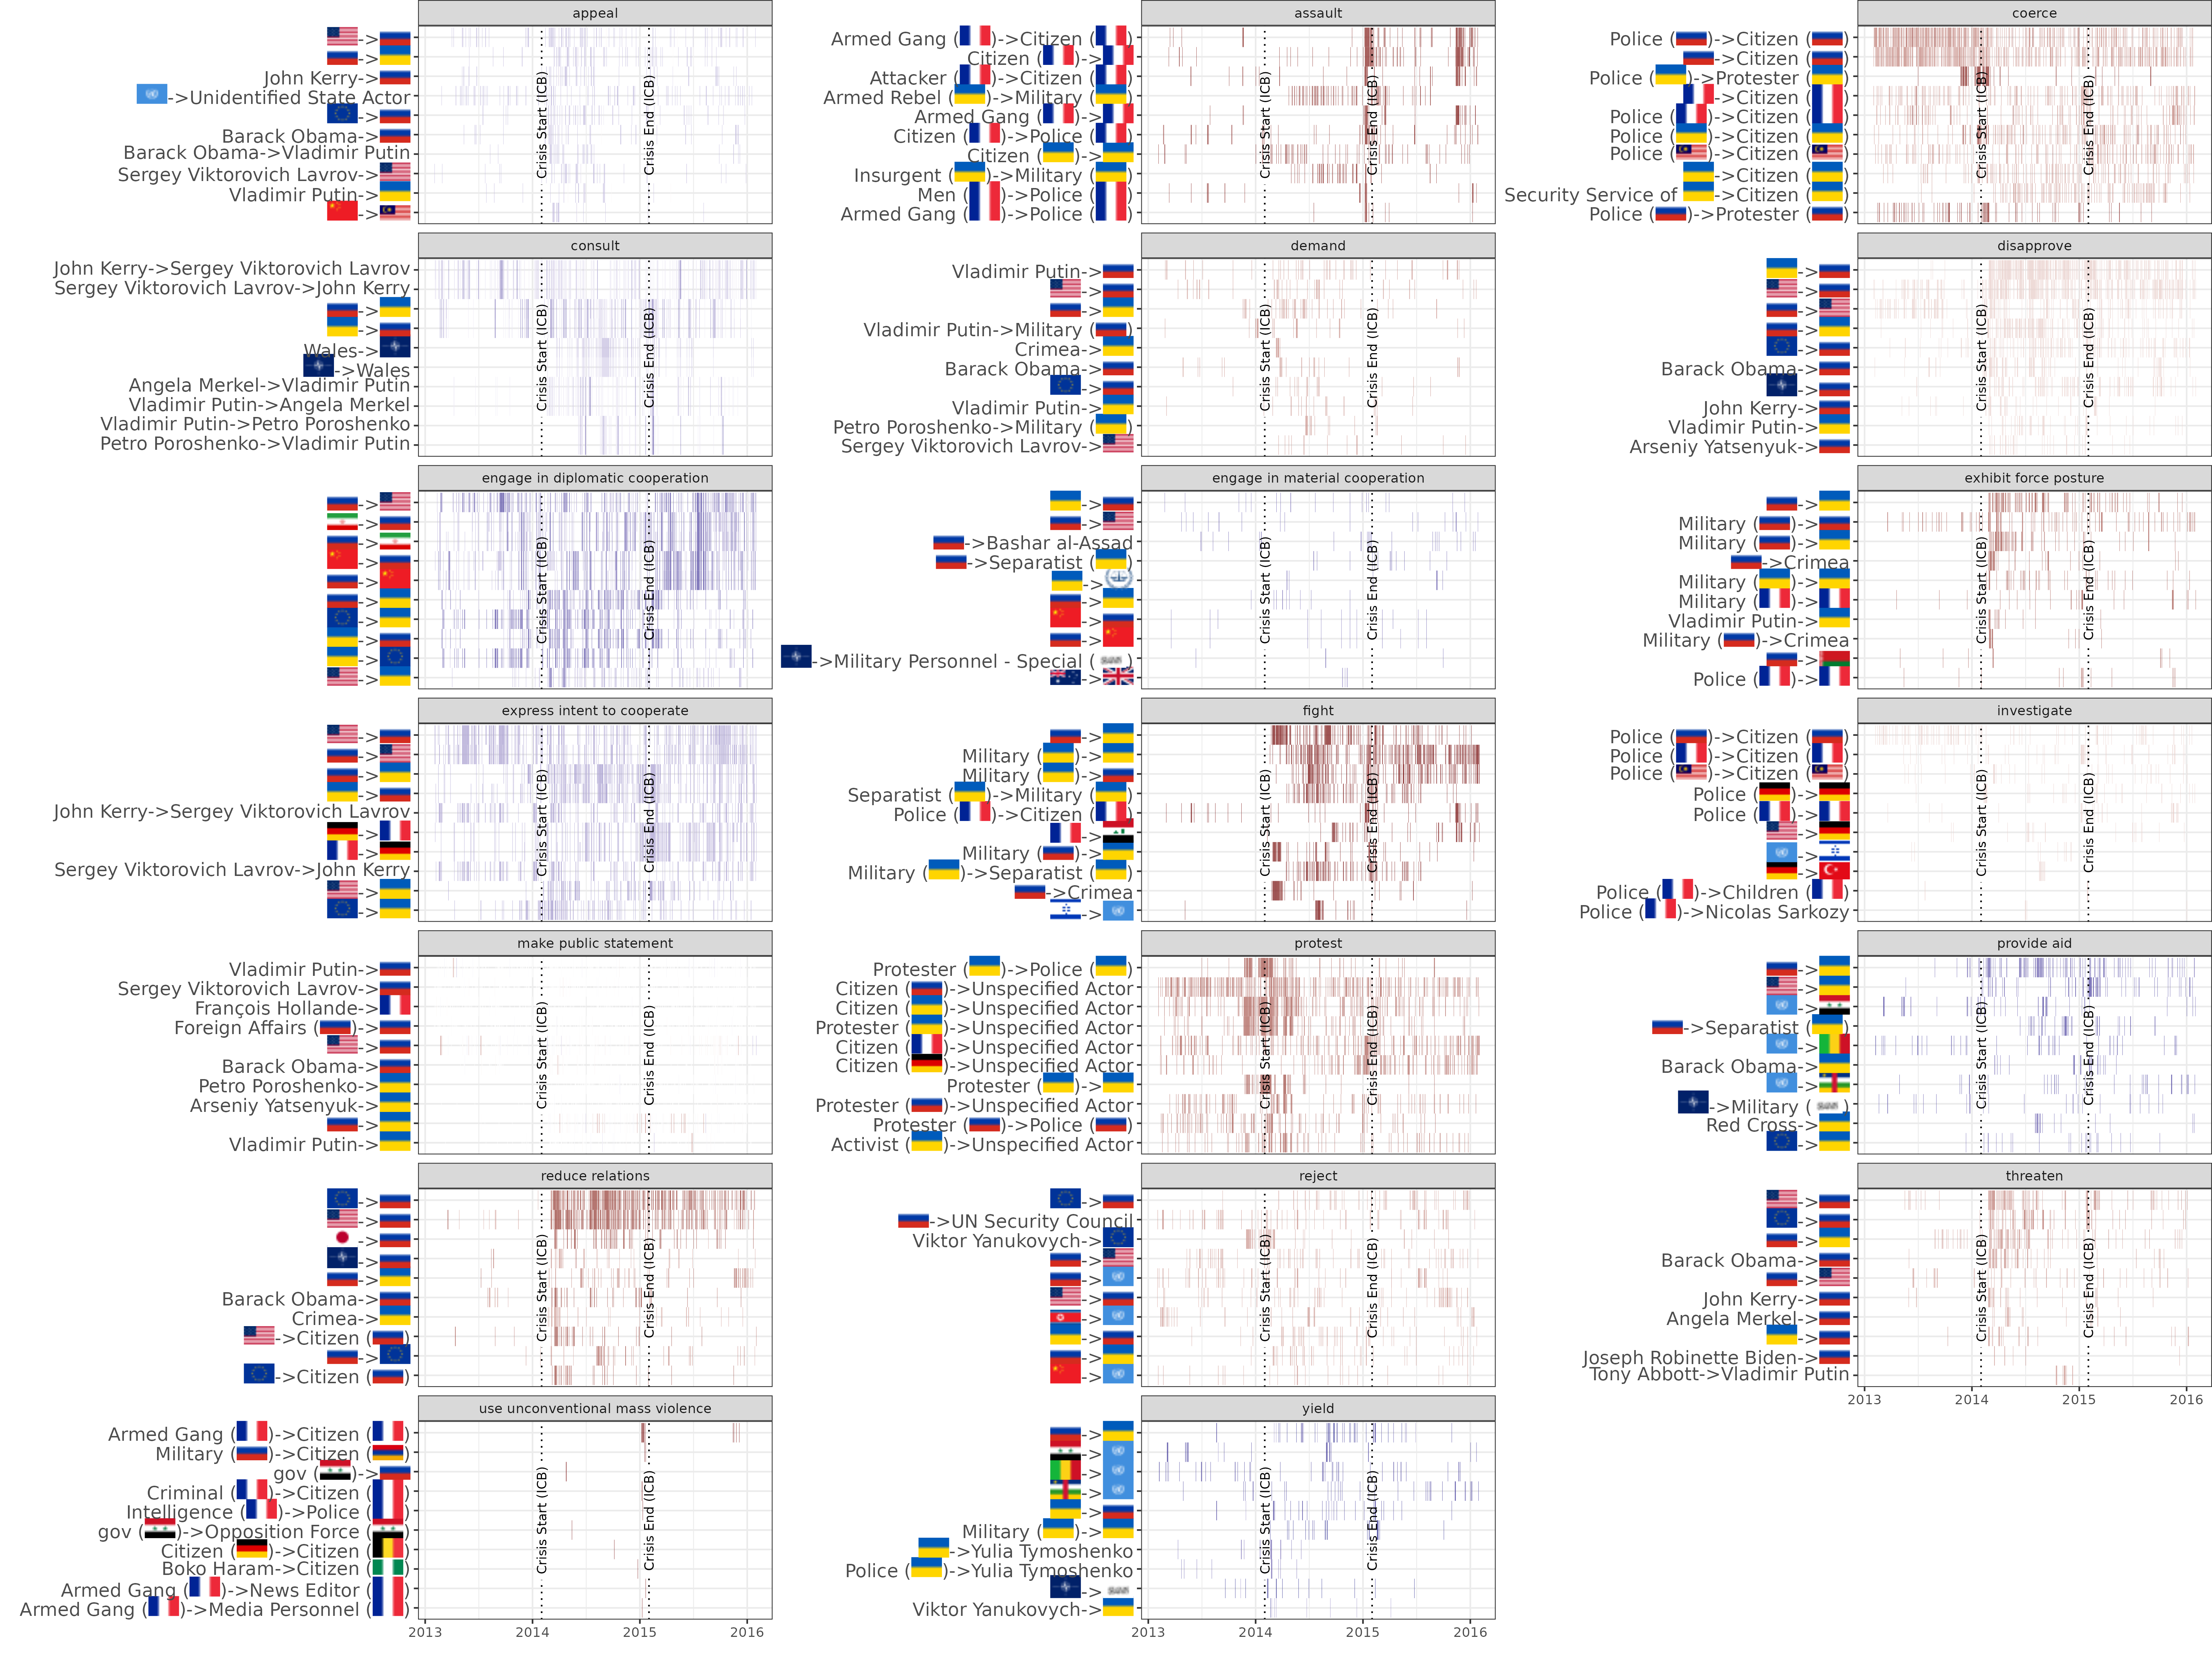 appeal
->
->
John Kerry->
->Unidentified State Actor
->
Barack Obama->
Barack Obama->Vladimir Putin
Sergey Viktorovich Lavrov->
Vladimir Putin->
->
Crisis Start (ICB)
Crisis End (ICB)
assault
Armed Gang ( )->Citizen ( )
Citizen ( )->
Attacker ( )->Citizen ( )
Armed Rebel ( )->Military ( )
Armed Gang ( )->
Citizen ( )->Police ( )
Citizen ( )->
Insurgent ( )->Military ( )
Men ( )->Police ( )
Armed Gang ( )->Police ( )
Crisis Start (ICB)
Crisis End (ICB)
coerce
Police ( )->Citizen ( )
->Citizen ( )
Police ( )->Protester ( )
->Citizen ( )
Police ( )->Citizen ( )
Police ( )->Citizen ( )
Police ( )->Citizen ( )
->Citizen ( )
Security Service of ->Citizen ( )
Police ( )->Protester ( )
Crisis Start (ICB)
Crisis End (ICB)
consult
John Kerry->Sergey Viktorovich Lavrov
Sergey Viktorovich Lavrov->John Kerry
->
->
Wales->
->Wales
Angela Merkel->Vladimir Putin
Vladimir Putin->Angela Merkel
Vladimir Putin->Petro Poroshenko
Petro Poroshenko->Vladimir Putin
Crisis Start (ICB)
Crisis End (ICB)
demand
Vladimir Putin->
->
->
Vladimir Putin->Military ( )
Crimea->
Barack Obama->
->
Vladimir Putin->
Petro Poroshenko->Military ( )
Sergey Viktorovich Lavrov->
Crisis Start (ICB)
Crisis End (ICB)
disapprove
->
->
->
->
->
Barack Obama->
->
John Kerry->
Vladimir Putin->
Arseniy Yatsenyuk->
Crisis Start (ICB)
Crisis End (ICB)
engage in diplomatic cooperation
->
->
->
->
->
->
->
->
->
->
Crisis Start (ICB)
Crisis End (ICB)
engage in material cooperation
->
->
->Bashar al-Assad
->Separatist ( )
->
->
->
->
->Military Personnel - Special ( )
->
Crisis Start (ICB)
Crisis End (ICB)
exhibit force posture
->
Military ( )->
Military ( )->
->Crimea
Military ( )->
Military ( )->
Vladimir Putin->
Military ( )->Crimea
->
Police ( )->
Crisis Start (ICB)
Crisis End (ICB)
express intent to cooperate
->
->
->
->
John Kerry->Sergey Viktorovich Lavrov
->
->
Sergey Viktorovich Lavrov->John Kerry
->
->
Crisis Start (ICB)
Crisis End (ICB)
fight
->
Military ( )->
Military ( )->
Separatist ( )->Military ( )
Police ( )->Citizen ( )
->
Military ( )->
Military ( )->Separatist ( )
->Crimea
->
Crisis Start (ICB)
Crisis End (ICB)
investigate
Police ( )->Citizen ( )
Police ( )->Citizen ( )
Police ( )->Citizen ( )
Police ( )->
Police ( )->
->
->
->
Police ( )->Children ( )
Police ( )->Nicolas Sarkozy
Crisis Start (ICB)
Crisis End (ICB)
make public statement
Vladimir Putin->
Sergey Viktorovich Lavrov->
François Hollande->
Foreign Affairs ( )->
->
Barack Obama->
Petro Poroshenko->
Arseniy Yatsenyuk->
->
Vladimir Putin->
Crisis Start (ICB)
Crisis End (ICB)
protest
Protester ( )->Police ( )
Citizen ( )->Unspecified Actor
Citizen ( )->Unspecified Actor
Protester ( )->Unspecified Actor
Citizen ( )->Unspecified Actor
Citizen ( )->Unspecified Actor
Protester ( )->
Protester ( )->Unspecified Actor
Protester ( )->Police ( )
Activist ( )->Unspecified Actor
Crisis Start (ICB)
Crisis End (ICB)
provide aid
->
->
->
->Separatist ( )
->
Barack Obama->
->
->Military ( )
Red Cross->
->
Crisis Start (ICB)
Crisis End (ICB)
reduce relations
->
->
->
->
->
Barack Obama->
Crimea->
->Citizen ( )
->
->Citizen ( )
Crisis Start (ICB)
Crisis End (ICB)
reject
->
->UN Security Council
Viktor Yanukovych->
->
->
->
->
->
->
->
Crisis Start (ICB)
Crisis End (ICB)
threaten
->
->
->
Barack Obama->
->
John Kerry->
Angela Merkel->
->
Joseph Robinette Biden->
Tony Abbott->Vladimir Putin
Crisis Start (ICB)
Crisis End (ICB)
2013 2014 2015 2016
use unconventional mass violence
Armed Gang ( )->Citizen ( )
Military ( )->Citizen ( )
gov ( )->
Criminal ( )->Citizen ( )
Intelligence ( )->Police ( )
gov ( )->Opposition Force ( )
Citizen ( )->Citizen ( )
Boko Haram->Citizen ( )
Armed Gang ( )->News Editor ( )
Armed Gang ( )->Media Personnel ( )
Crisis Start (ICB)
Crisis End (ICB)
2013 2014 2015 2016
yield
->
->
->
->
->
Military ( )->
->Yulia Tymoshenko
Police ( )->Yulia Tymoshenko
->
Viktor Yanukovych->
Crisis Start (ICB)
Crisis End (ICB)
2013 2014 2015 2016